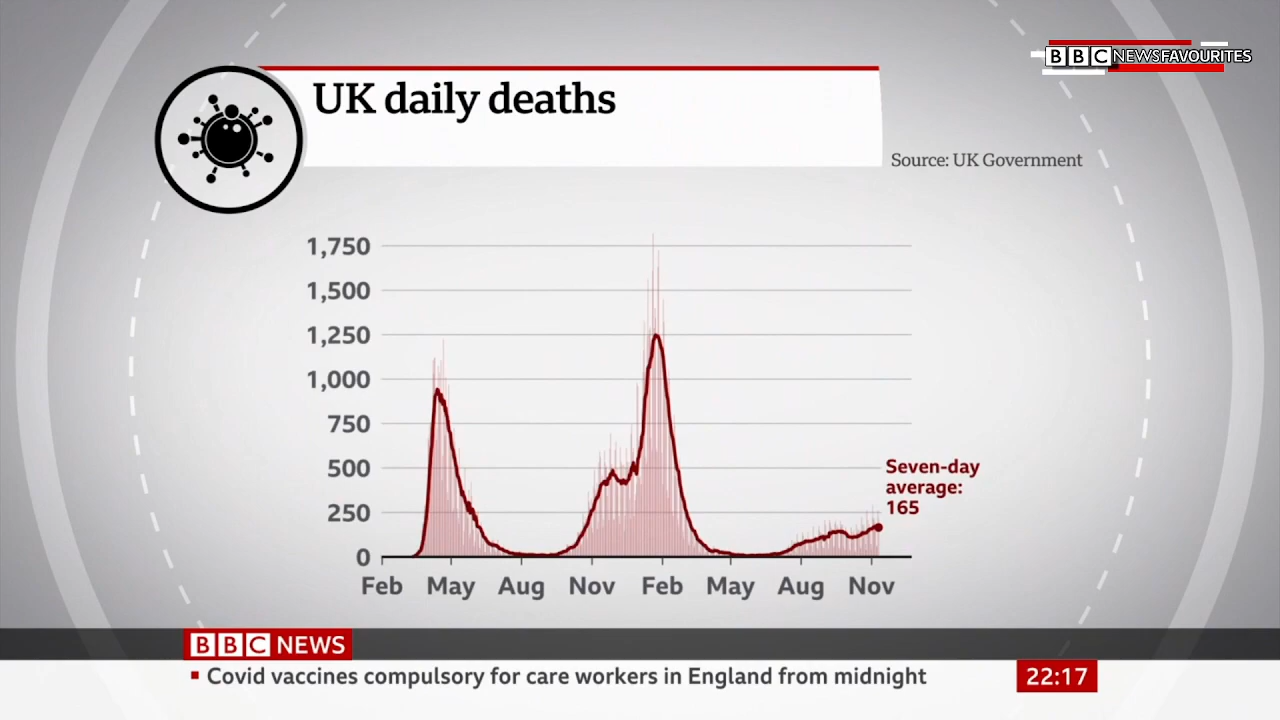 BBC NEWSFAVOURITES
UK daily deaths
Source: UK Government
1,750
1,500
1,250
1,000
750
500
250
0
Seven-day
average:
165
Feb May Aug Nov Feb May Aug Nov
BBC NEWS
Covid vaccines compulsory for care workers in England from midnight
22:17